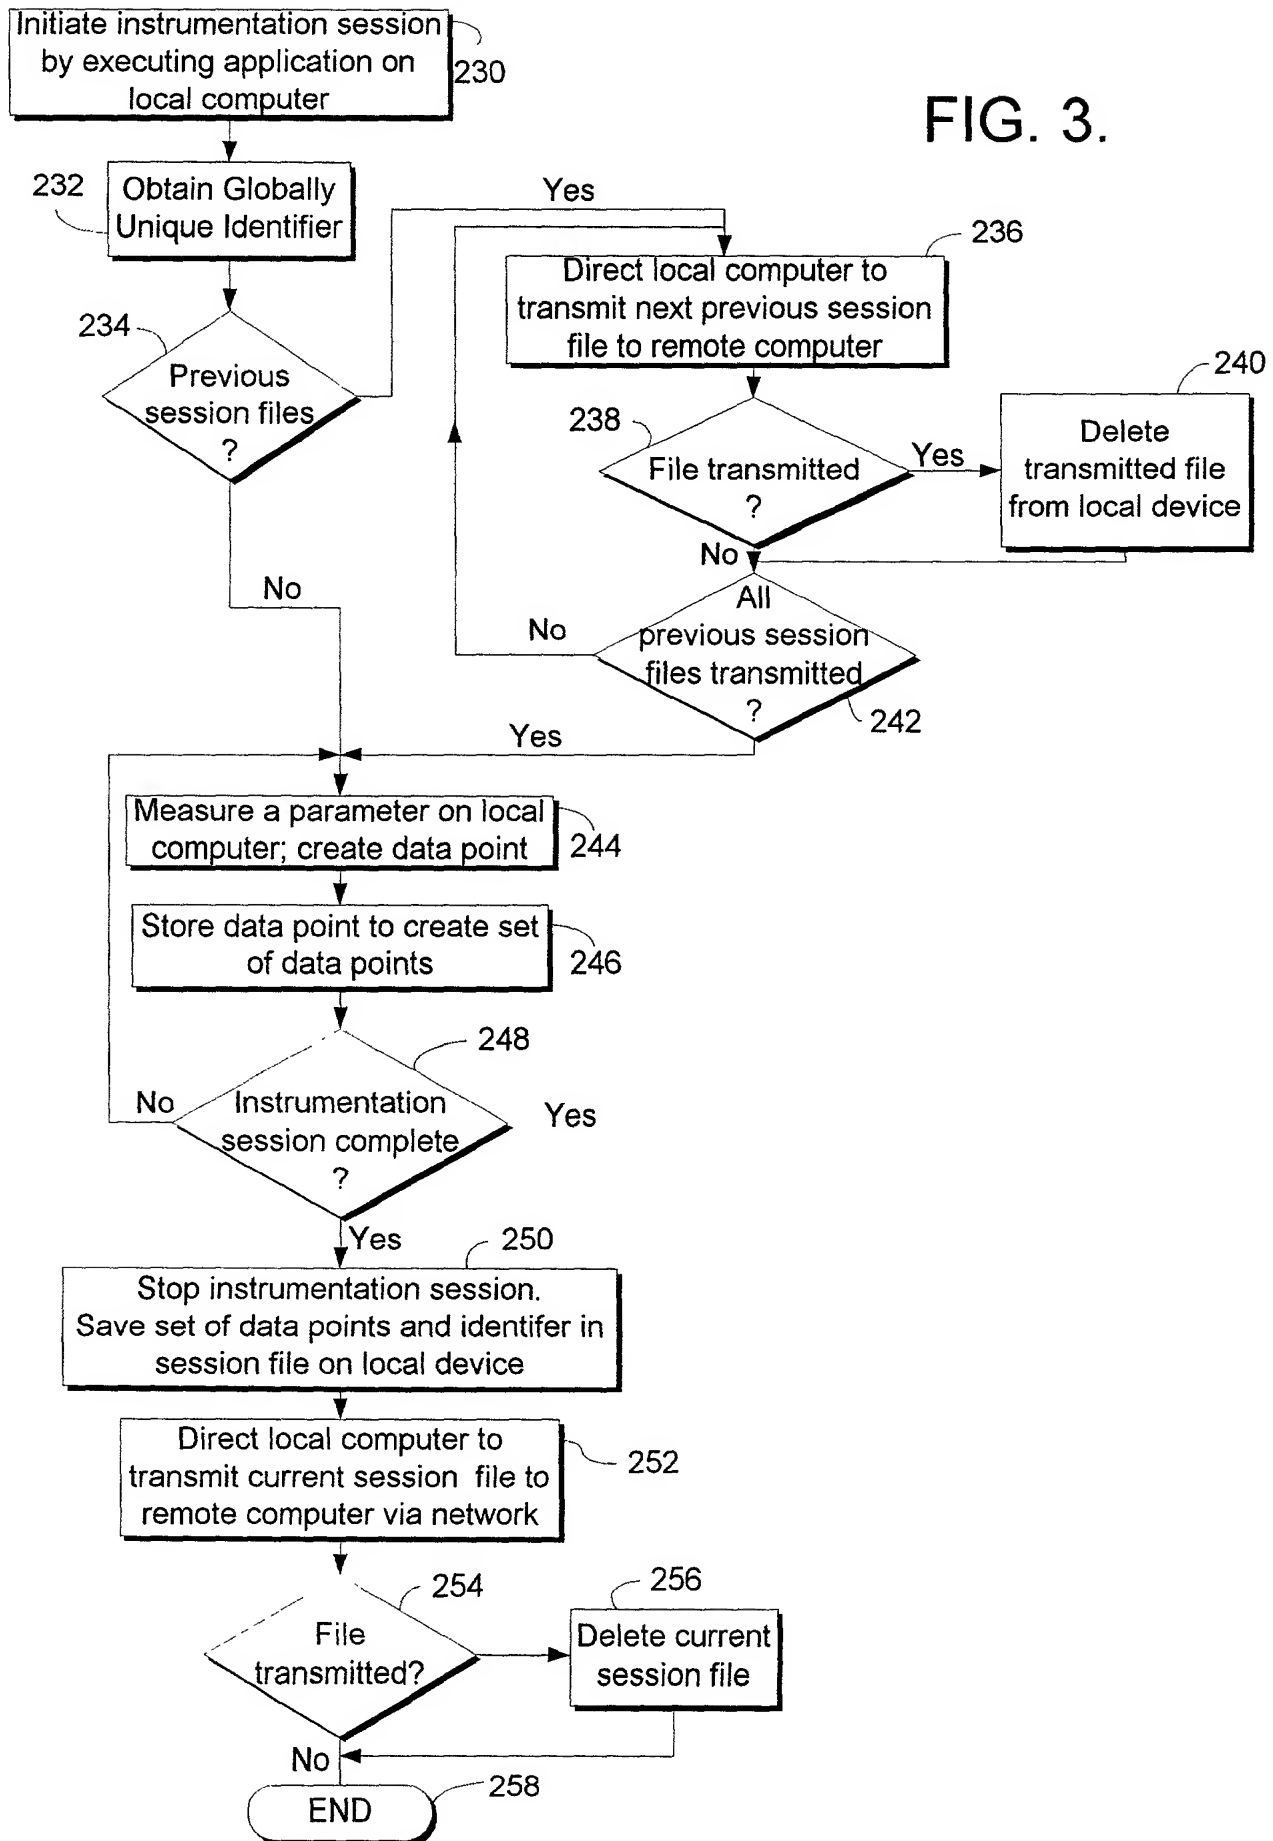 Initiate instrumentation session
by executing application on
local computer
230
FIG. 3.
232
Obtain Globally
Unique Identifier
Yes
236
Direct local computer to
transmit next previous session
file to remote computer
234
Previous
session files
?
240
238
File transmitted
?
Yes
Delete
transmitted file
from local device
No
No
All
previous session
files transmitted
?
No
242
Yes
Measure a parameter on local
computer; create data point
244
Store data point to create set
of data points
246
248
No
Instrumentation
session complete
?
Yes
Yes
250
Stop instrumentation session.
Save set of data points and identifer in
session file on local device
Direct local computer to
transmit current session file to
remote computer via network
252
254
File
transmitted?
256
Delete current
session file
No
258
END